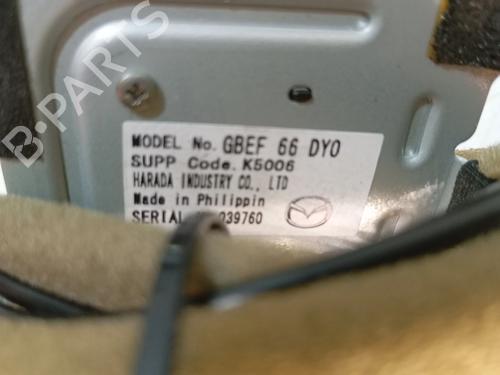 B-PARTS
MODEL No. GBEF 66 DY0
SUPP Code. K5006
HARADA INDUSTRY CO., LTD
Made in Philippin
SERIAL 039760